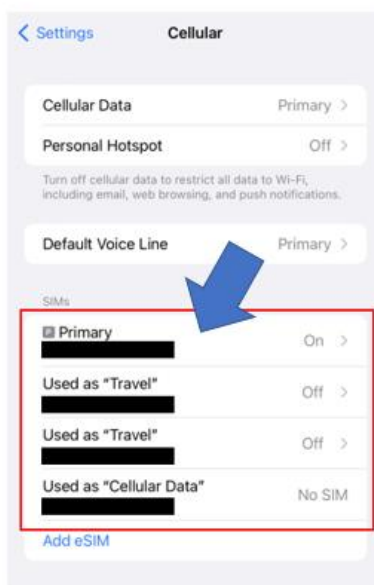 Settings
Cellular
Cellular Data Primary
Personal Hotspot Off
Turn off cellular data to restrict all data to Wi-Fi,
including email, web browsing, and push notifications.
Default Voice Line Primary
SIMs
P Primary
On
Used as “Travel”
Off
Used as “Travel”
Off
Used as “Cellular Data”
No SIM
Add eSIM